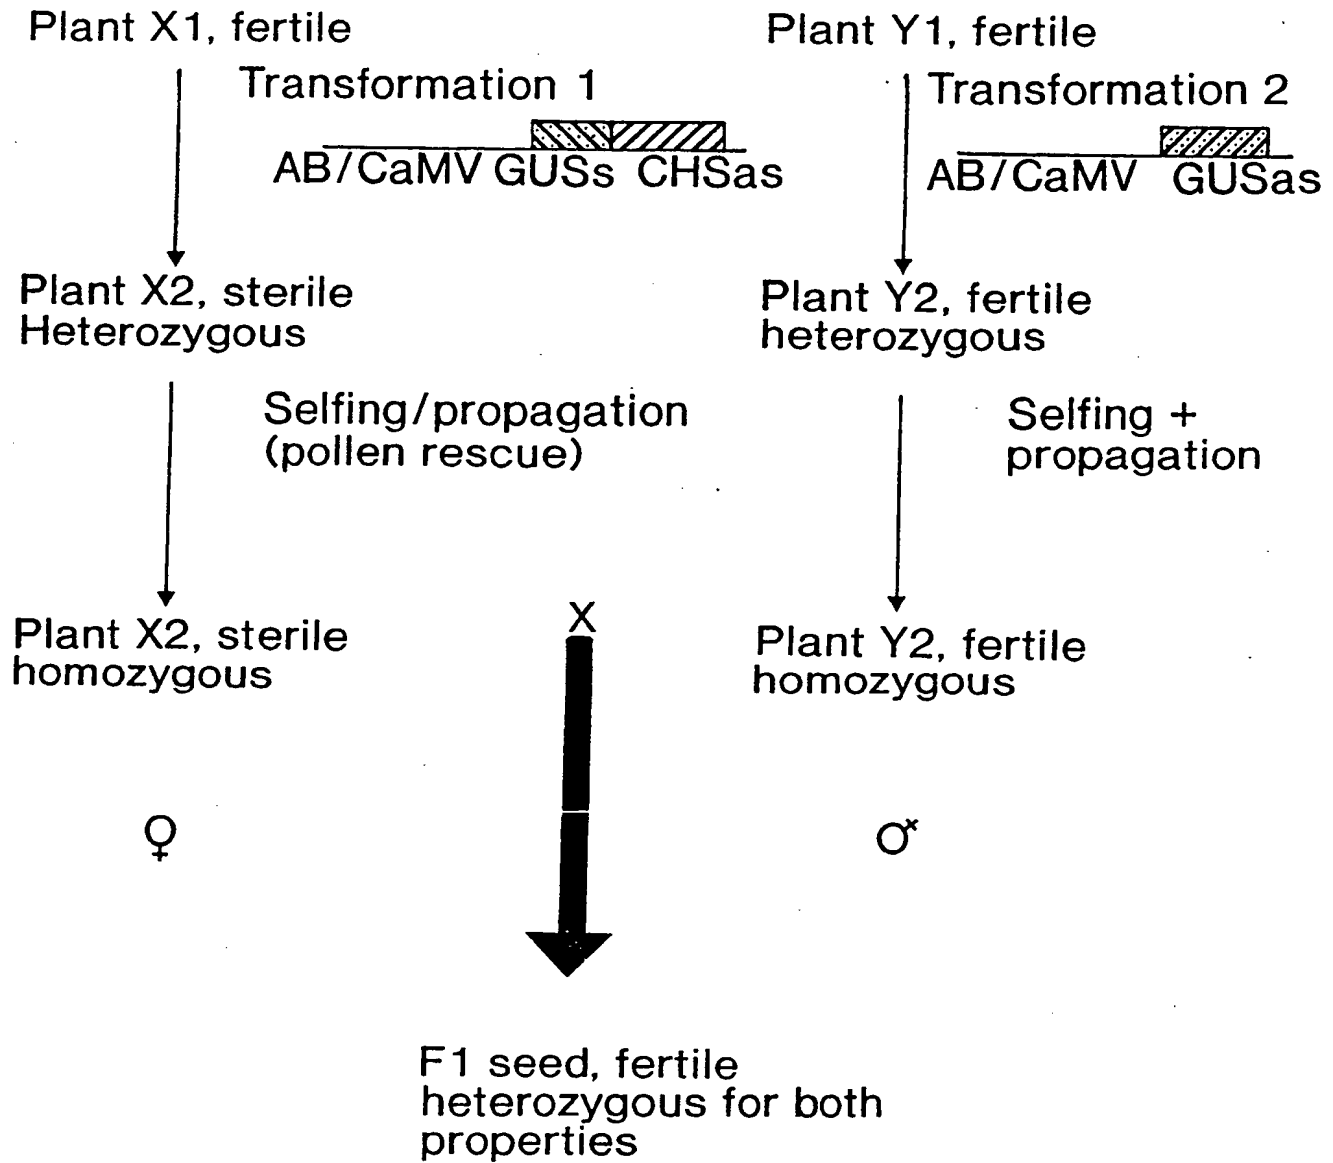 Plant X1, fertile
Transformation 1
AB/CaMV GUSs CHSas
Plant X2, sterile
Heterozygous
Selfing/propagation
(pollen rescue)
Plant X2, sterile
homozygous
♀
Plant Y1, fertile
Transformation 2
AB/CaMV GUSas
Plant Y2, fertile
heterozygous
Selfing +
propagation
Plant Y2, fertile
homozygous
♂
X
F1 seed, fertile
heterozygous for both
properties